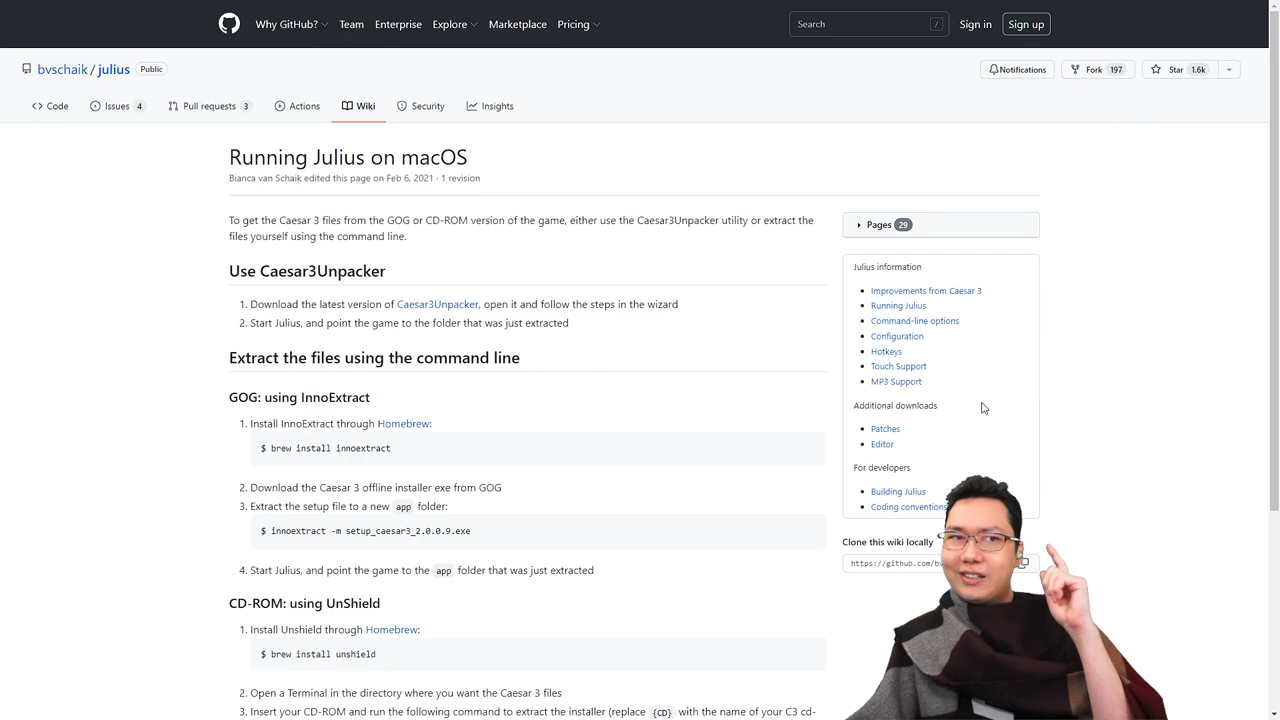 Why GitHub? Team Enterprise Explore Marketplace Pricing Search / Sign in Sign up
bvschaik / julius Public Notifications Fork 197 Star 1.6k
Code Issues 4 Pull requests 3 Actions Wiki Security Insights
Running Julius on macOS
Bianca van Schaik edited this page on Feb 6, 2021 · 1 revision
To get the Caesar 3 files from the GOG or CD-ROM version of the game, either use the Caesar3Unpacker utility or extract the
files yourself using the command line.
Use Caesar3Unpacker
1. Download the latest version of Caesar3Unpacker, open it and follow the steps in the wizard
2. Start Julius, and point the game to the folder that was just extracted
Extract the files using the command line
GOG: using InnoExtract
1. Install InnoExtract through Homebrew:
$ brew install innoextract
2. Download the Caesar 3 offline installer exe from GOG
3. Extract the setup file to a new app folder:
$ innoextract -m setup_caesar3_2.0.0.9.exe
4. Start Julius, and point the game to the app folder that was just extracted
CD-ROM: using UnShield
1. Install Unshield through Homebrew:
$ brew install unshield
2. Open a Terminal in the directory where you want the Caesar 3 files
3. Insert your CD-ROM and run the following command to extract the installer (replace {CD} with the name of your C3 cd-
Pages 29
Julius information
Improvements from Caesar 3
Running Julius
Command-line options
Configuration
Hotkeys
Touch Support
MP3 Support
Additional downloads
Patches
Editor
For developers
Building Julius
Coding conventions
Clone this wiki locally
https://github.com/bv